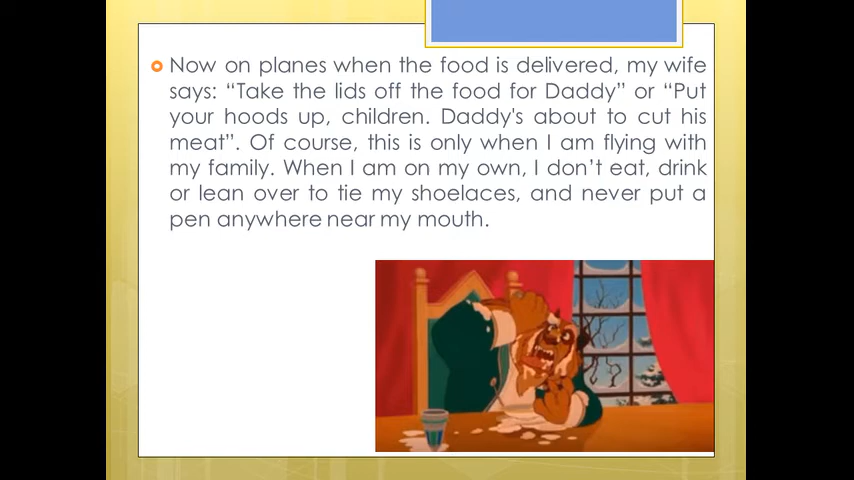 Now on planes when the food is delivered, my wife
says: “Take the lids off the food for Daddy” or “Put
your hoods up, children. Daddy's about to cut his
meat”. Of course, this is only when I am flying with
my family. When I am on my own, I don’t eat, drink
or lean over to tie my shoelaces, and never put a
pen anywhere near my mouth.